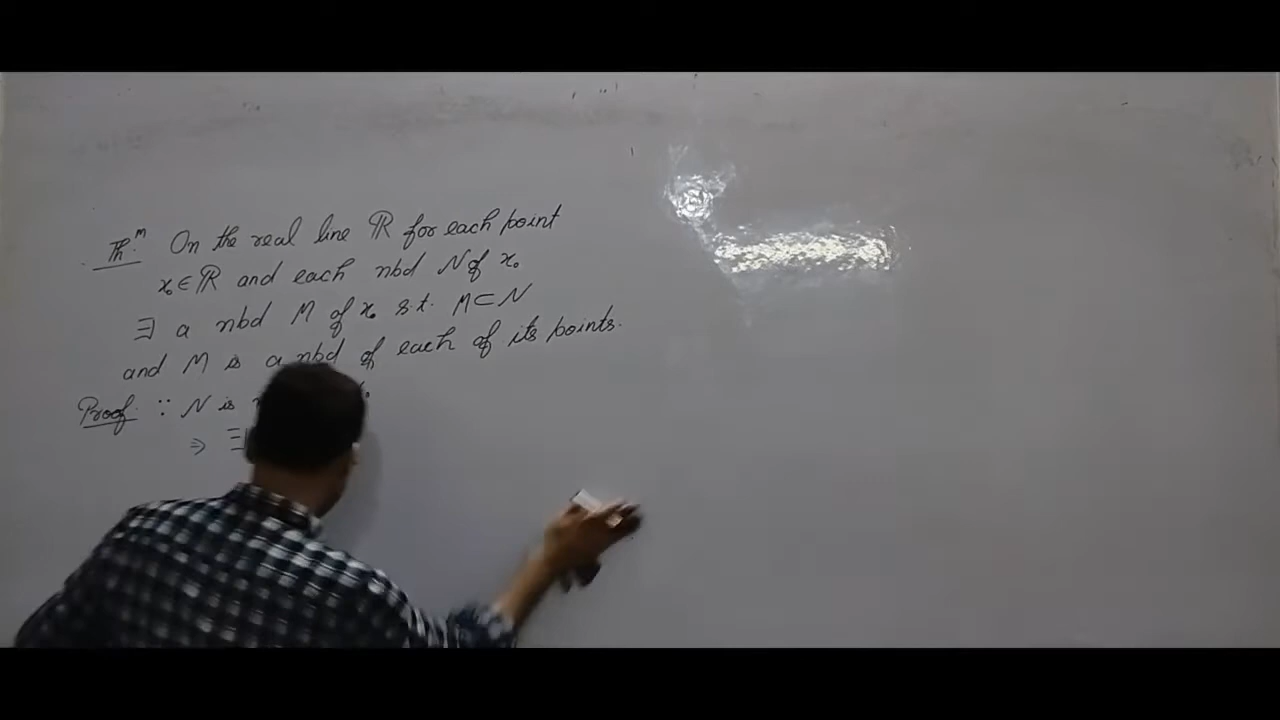 Th.ᵐ On the real line ℝ for each point
x₀ ∈ ℝ and each nbd N of x₀
∃ a nbd M of x₀ s.t. M ⊂ N
and M is a nbd of each of its points.
Proof: ∵ N is
⇒ ∃